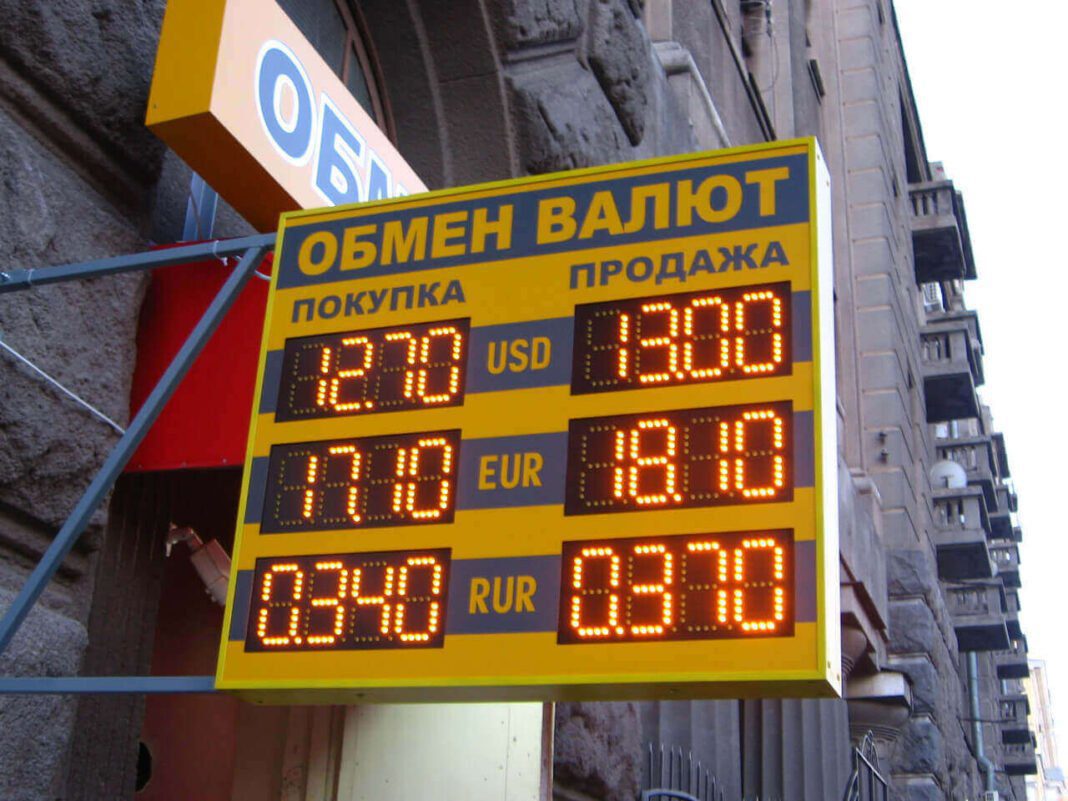 ОБМ
ОБМЕН ВАЛЮТ
ПОКУПКА ПРОДАЖА
12.70 USD 13.00
17.10 EUR 18.10
0.340 RUR 0.370